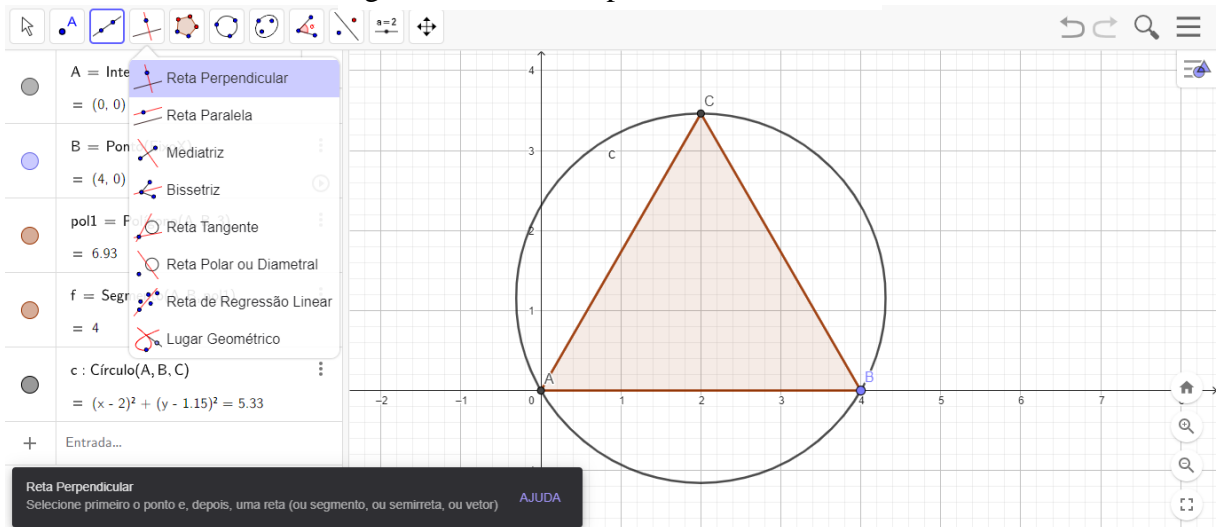 A
a=2
A = Inte
= (0, 0)
B = Pon
= (4, 0)
pol1 = P
= 6.93
f = Segr
= 4
c : Círculo(A, B, C)
= (x - 2)² + (y - 1.15)² = 5.33
+ Entrada...
Reta Perpendicular
Reta Paralela
Mediatriz
Bissetriz
Reta Tangente
Reta Polar ou Diametral
Reta de Regressão Linear
Lugar Geométrico
4
3
2
1
C
c
A
B
−2 −1 0 1 2 3 4 5 6 7
Reta Perpendicular
Selecione primeiro o ponto e, depois, uma reta (ou segmento, ou semirreta, ou vetor)
AJUDA